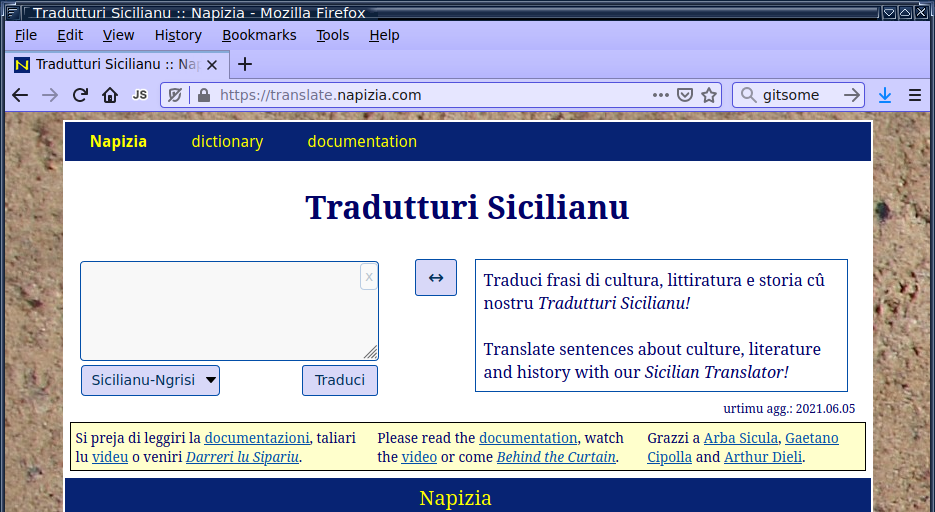 Tradutturi Sicilianu :: Napizia - Mozilla Firefox
File Edit View History Bookmarks Tools Help
Tradutturi Sicilianu :: Nap
JS https://translate.napizia.com gitsome
Napizia dictionary documentation
Tradutturi Sicilianu
x
↔
Traduci frasi di cultura, littiratura e storia cû
nostru Tradutturi Sicilianu!
Translate sentences about culture, literature
and history with our Sicilian Translator!
Sicilianu-Ngrisi
Traduci
urtimu agg.: 2021.06.05
Si preja di leggiri la documentazioni, taliari
lu videu o veniri Darreri lu Sipariu.
Please read the documentation, watch
the video or come Behind the Curtain.
Grazzi a Arba Sicula, Gaetano
Cipolla and Arthur Dieli.
Napizia